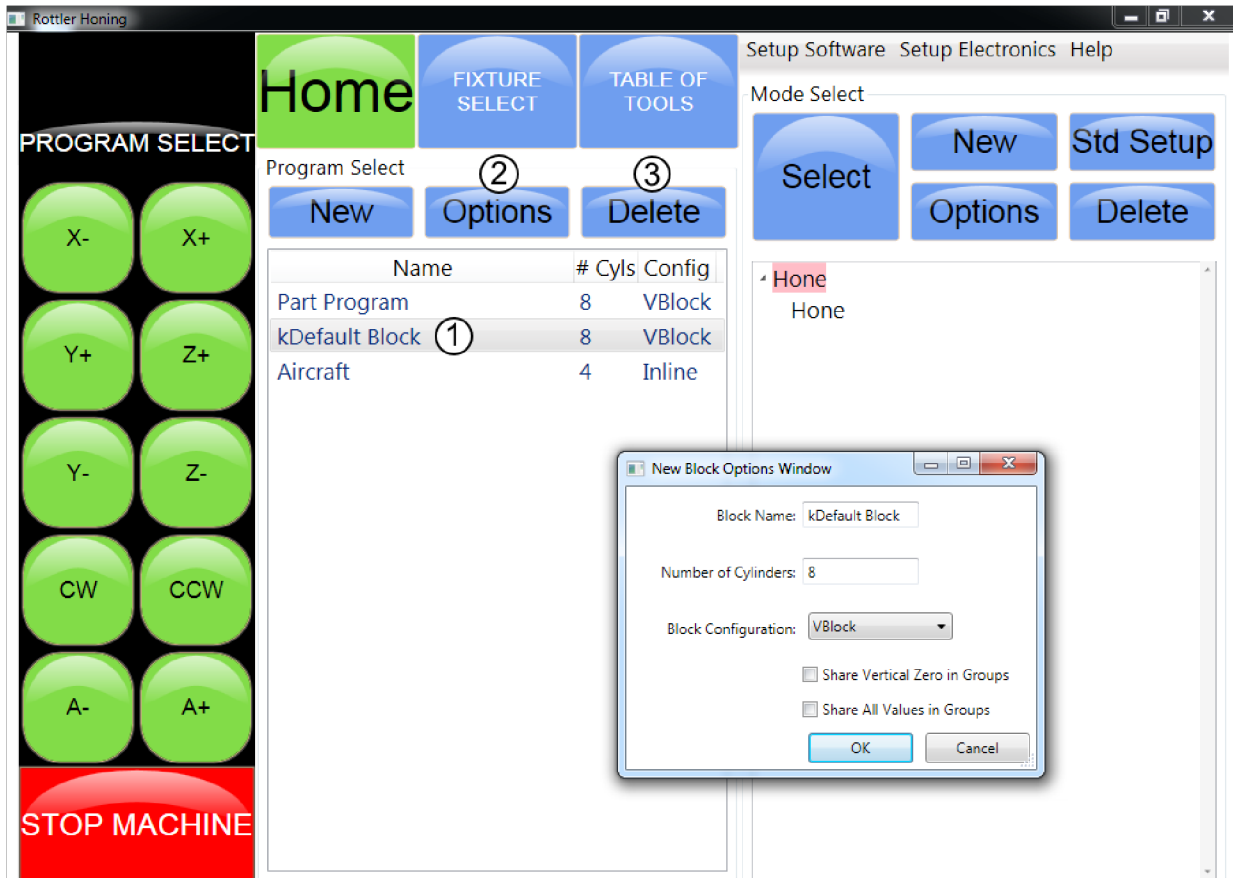 Rottler Honing
PROGRAM SELECT
X-
X+
Y+
Z+
Y-
Z-
CW
CCW
A-
A+
STOP MACHINE
Home
FIXTURE
SELECT
TABLE OF
TOOLS
Program Select
2
3
New
Options
Delete
Name # Cyls Config
Part Program 8 VBlock
kDefault Block 1 8 VBlock
Aircraft 4 Inline
Setup Software Setup Electronics Help
Mode Select
Select
New
Std Setup
Options
Delete
Hone
Hone
New Block Options Window
Block Name: kDefault Block
Number of Cylinders: 8
Block Configuration: VBlock
Share Vertical Zero in Groups
Share All Values in Groups
OK
Cancel